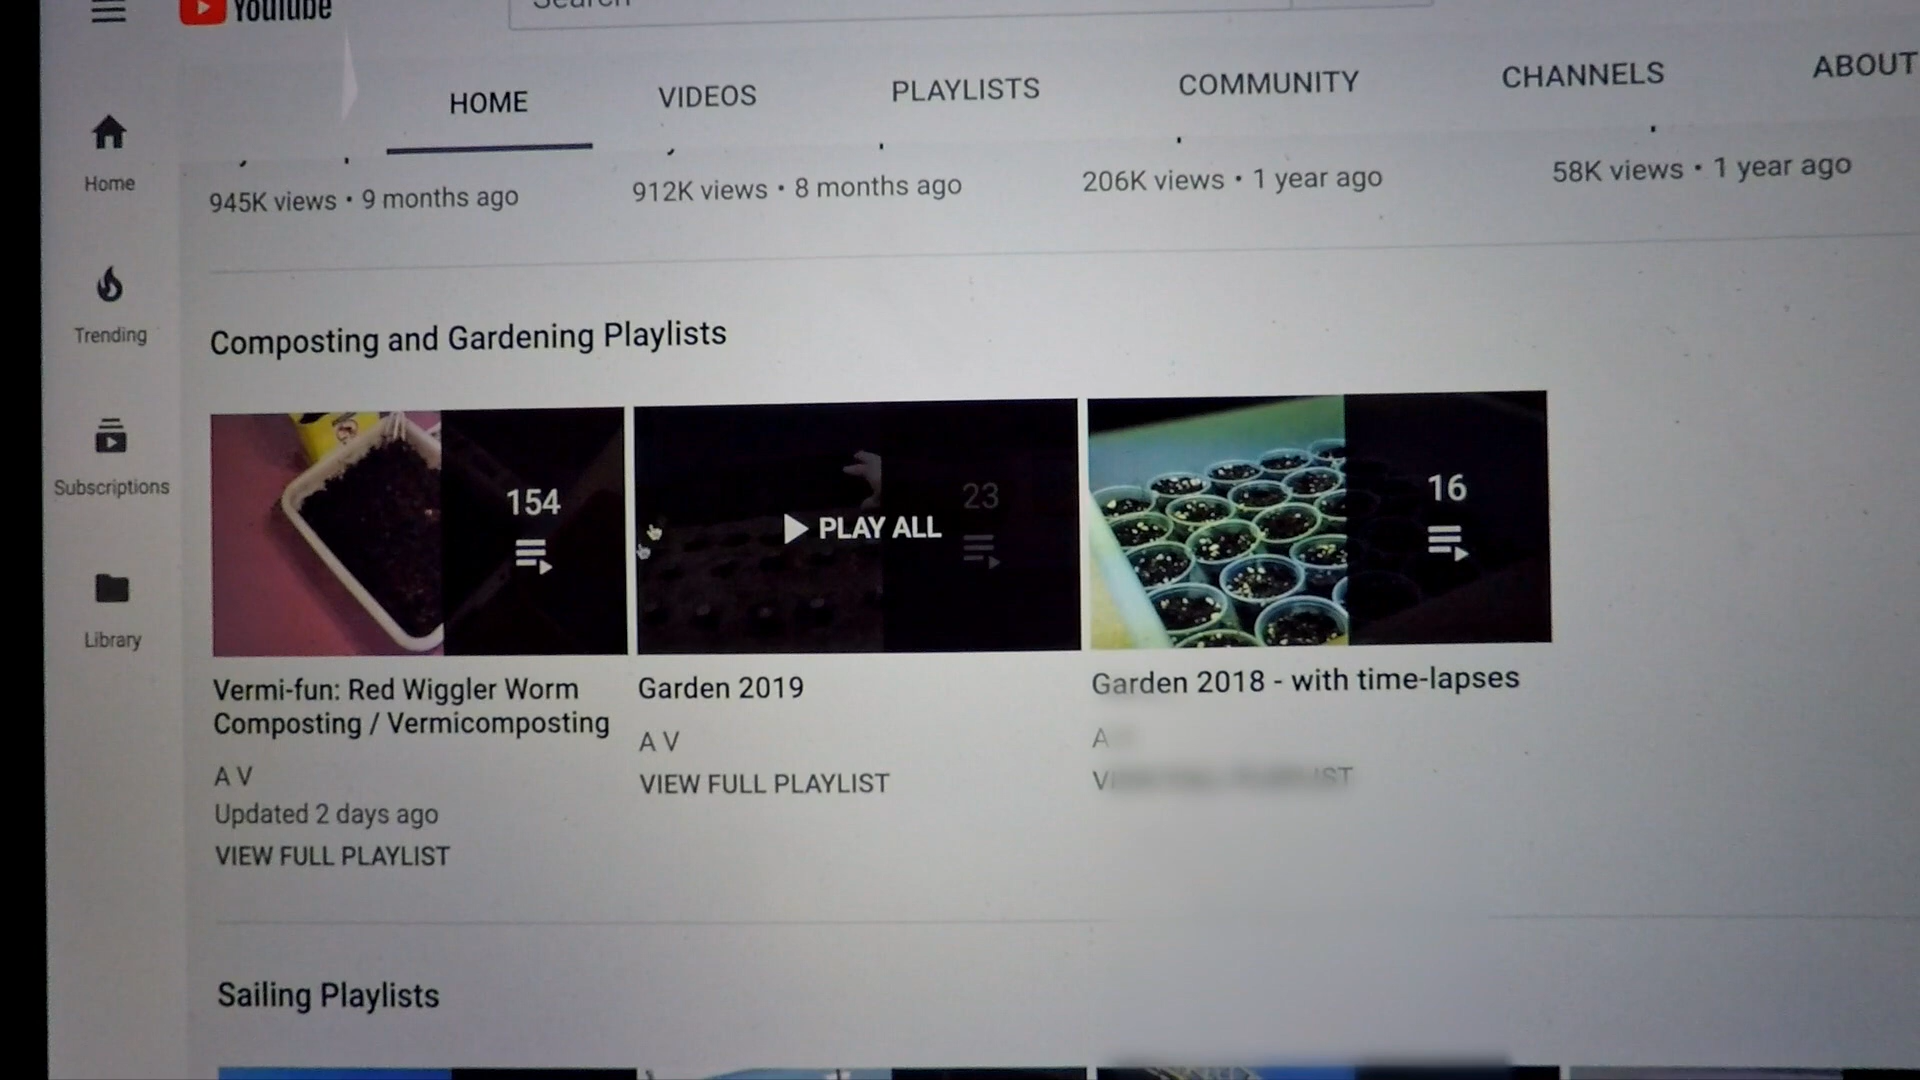 YouTube
Search
HOME VIDEOS PLAYLISTS COMMUNITY CHANNELS ABOUT
Home
Trending
Subscriptions
Library
945K views • 9 months ago
912K views • 8 months ago
206K views • 1 year ago
58K views • 1 year ago
Composting and Gardening Playlists
154
PLAY ALL
23
16
Vermi-fun: Red Wiggler Worm
Composting / Vermicomposting
A V
Updated 2 days ago
VIEW FULL PLAYLIST
Garden 2019
A V
VIEW FULL PLAYLIST
Garden 2018 - with time-lapses
A
Sailing Playlists